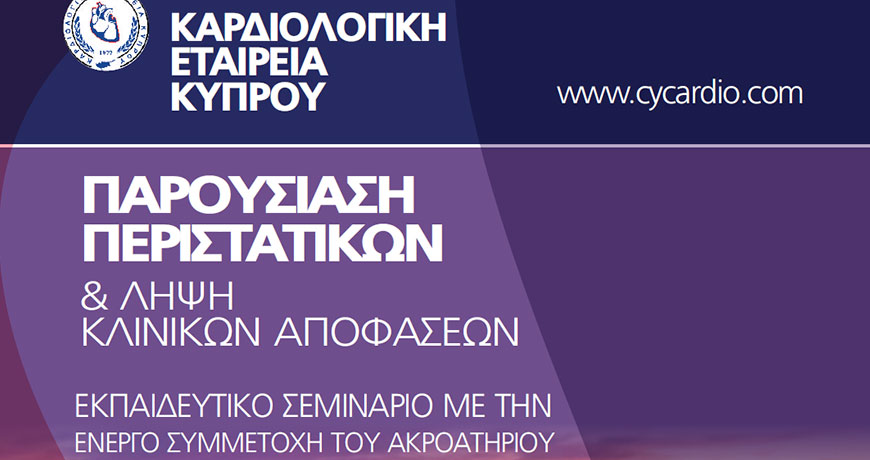 ΚΑΡΔΙΟΛΟΓΙΚΗ
ΕΤΑΙΡΕΙΑ
ΚΥΠΡΟΥ
www.cycardio.com
1977
ΠΑΡΟΥΣΙΑΣΗ
ΠΕΡΙΣΤΑΤΙΚΩΝ
& ΛΗΨΗ
ΚΛΙΝΙΚΩΝ ΑΠΟΦΑΣΕΩΝ
ΕΚΠΑΙΔΕΥΤΙΚΟ ΣΕΜΙΝΑΡΙΟ ΜΕ ΤΗΝ
ΕΝΕΡΓΟ ΣΥΜΜΕΤΟΧΗ ΤΟΥ ΑΚΡΟΑΤΗΡΙΟΥ